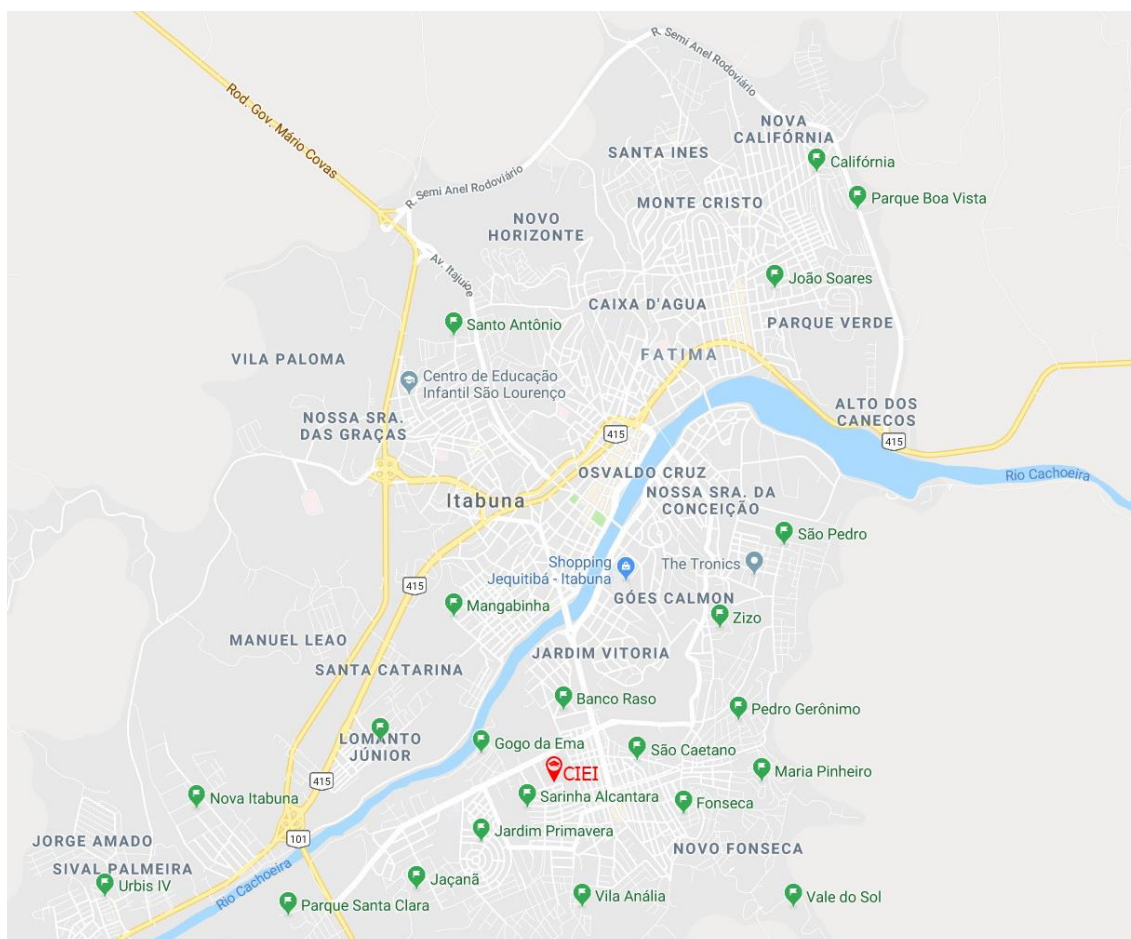 R. Semi Anel Rodoviário
Rod. Gov. Mário Covas
NOVA
CALIFÓRNIA
SANTA INES
Califórnia
R. Semi Anel Rodoviário
Parque Boa Vista
MONTE CRISTO
NOVO
HORIZONTE
Av. Itajuípe
João Soares
CAIXA D'AGUA
Santo Antônio
PARQUE VERDE
VILA PALOMA
FATIMA
Centro de Educação
Infantil São Lourenço
NOSSA SRA.
DAS GRAÇAS
ALTO DOS
CANECOS
415
415
OSVALDO CRUZ
Rio Cachoeira
Itabuna
NOSSA SRA. DA
CONCEIÇÃO
São Pedro
Shopping
Jequitibá - Itabuna
The Tronics
415
GÓES CALMON
Mangabinha
Zizo
MANUEL LEAO
JARDIM VITORIA
SANTA CATARINA
Banco Raso
Pedro Gerônimo
LOMANTO
JÚNIOR
Gogo da Ema
São Caetano
CIEI
Maria Pinheiro
415
Nova Itabuna
Sarinha Alcantara
Fonseca
Jardim Primavera
JORGE AMADO
101
NOVO FONSECA
SIVAL PALMEIRA
Urbis IV
Rio Cachoeira
Jaçanã
Vila Anália
Vale do Sol
Parque Santa Clara